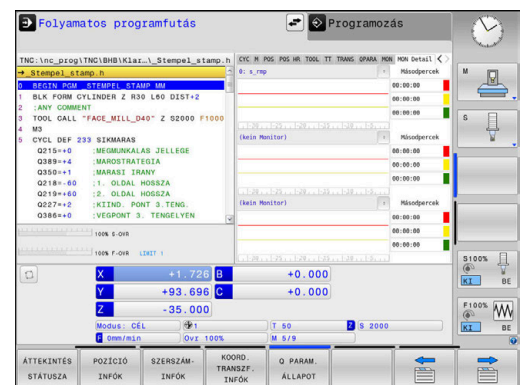 Folyamatos programfutás
Programozás
TNC:\nc_prog\TNC\BHB\Klar…\_Stempel_stamp.h
→_Stempel_stamp.h
0 BEGIN PGM _STEMPEL_STAMP MM
1 BLK FORM CYLINDER Z R30 L60 DIST+2
2 ;ANY COMMENT
3 TOOL CALL "FACE_MILL_D40" Z S2000 F1000
4 M3
5 CYCL DEF 233 SIKMARAS
Q215=+0 ;MEGMUNKALAS JELLEGE
Q389=+4 ;MAROSTRATEGIA
Q350=+1 ;MARASI IRANY
Q218=-60 ;1. OLDAL HOSSZA
Q219=+60 ;2. OLDAL HOSSZA
Q227=+2 ;KIIND. PONT 3.TENG.
Q386=+0 ;VEGPONT 3. TENGELYEN
100% S-OVR
100% F-OVR LIMIT 1
CYC M POS POS HR TOOL TT TRANS QPARA MON MON Detail
0: s_rmp
Másodpercek
00:00:00
00:00:00
00:00:00
(kein Monitor)
Másodpercek
00:00:00
00:00:00
00:00:00
(kein Monitor)
Másodpercek
00:00:00
00:00:00
00:00:00
X +1.726 B +0.000
Y +93.696 C +0.000
Z -35.000
Modus: CÉL 1 T 50 Z S 2000
F 0mm/min Ovr 100% M 5/9
M
S
S100%
KI BE
F100%
KI BE
ÁTTEKINTÉS STÁTUSZA
POZÍCIÓ INFÓK
SZERSZÁM- INFÓK
KOORD. TRANSZF. INFÓK
Q PARAM. ÁLLAPOT